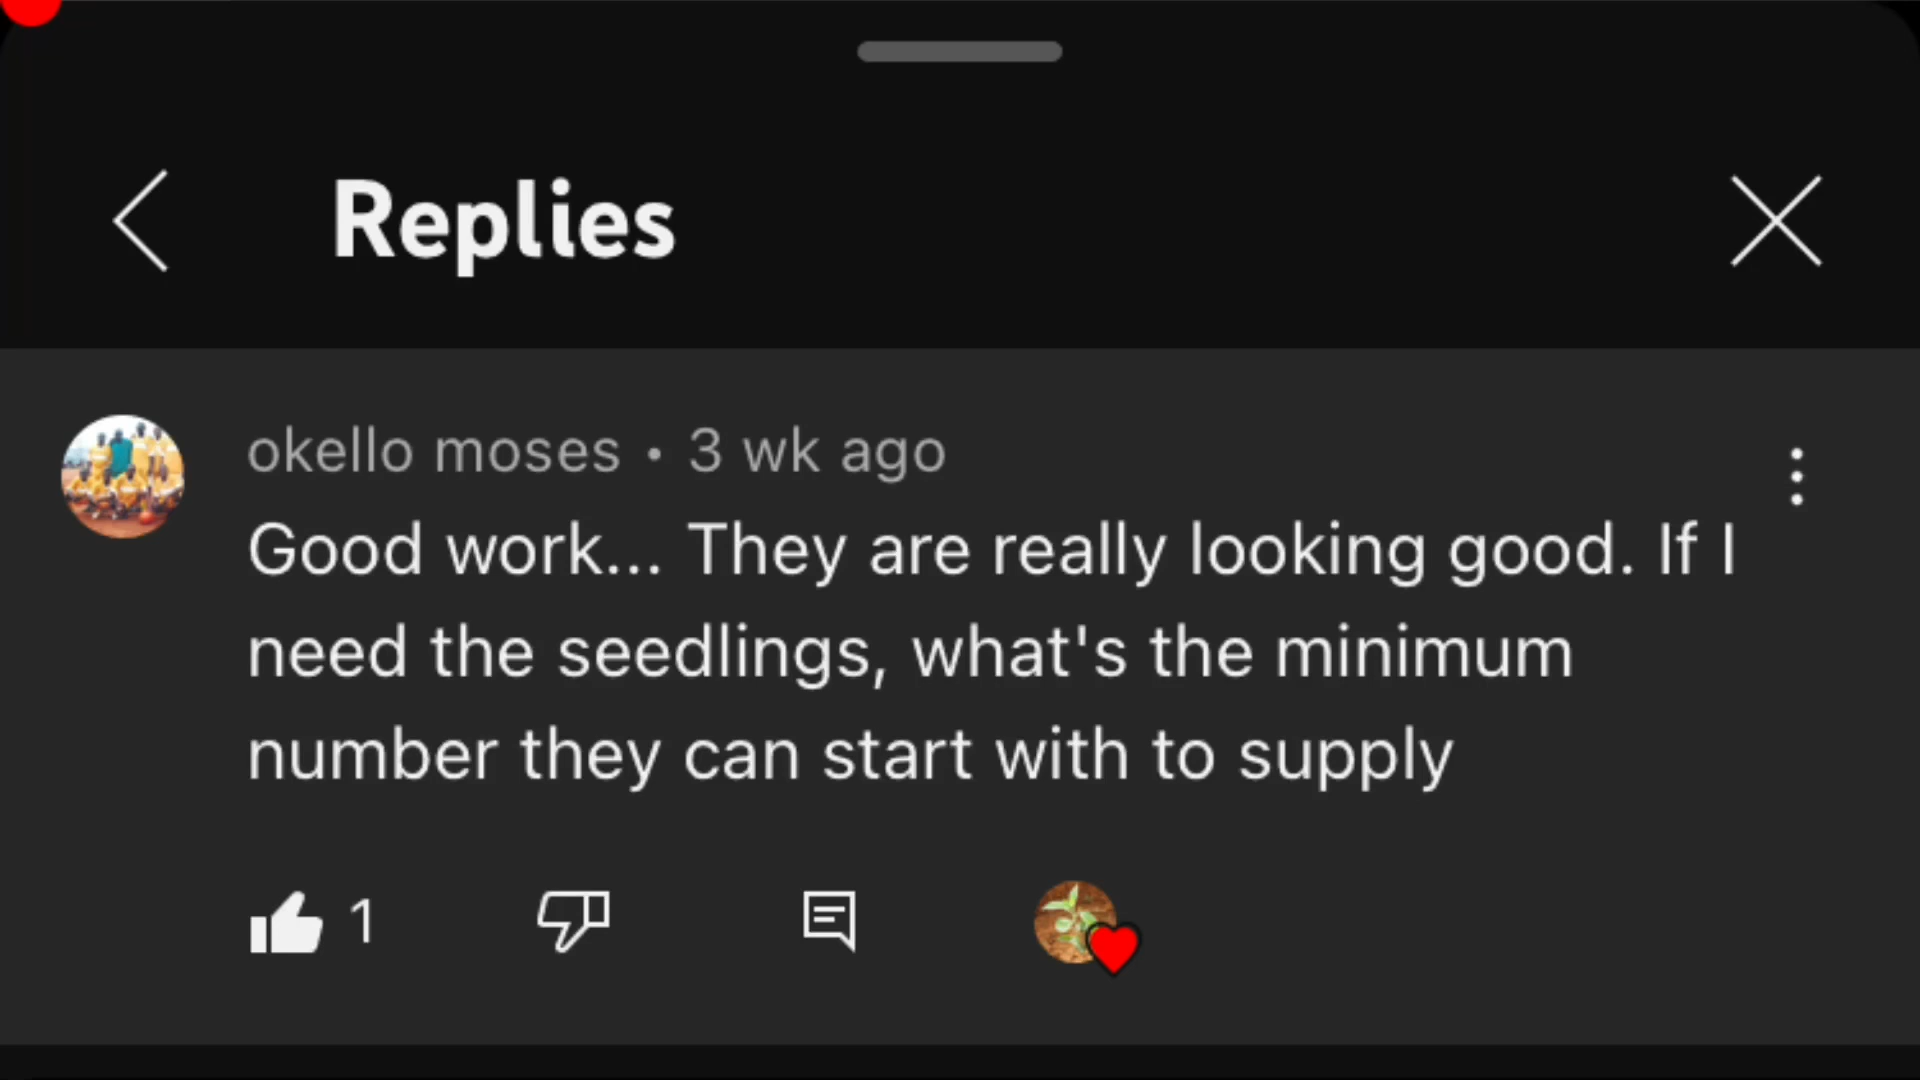 Replies
okello moses • 3 wk ago
Good work... They are really looking good. If I
need the seedlings, what's the minimum
number they can start with to supply
1